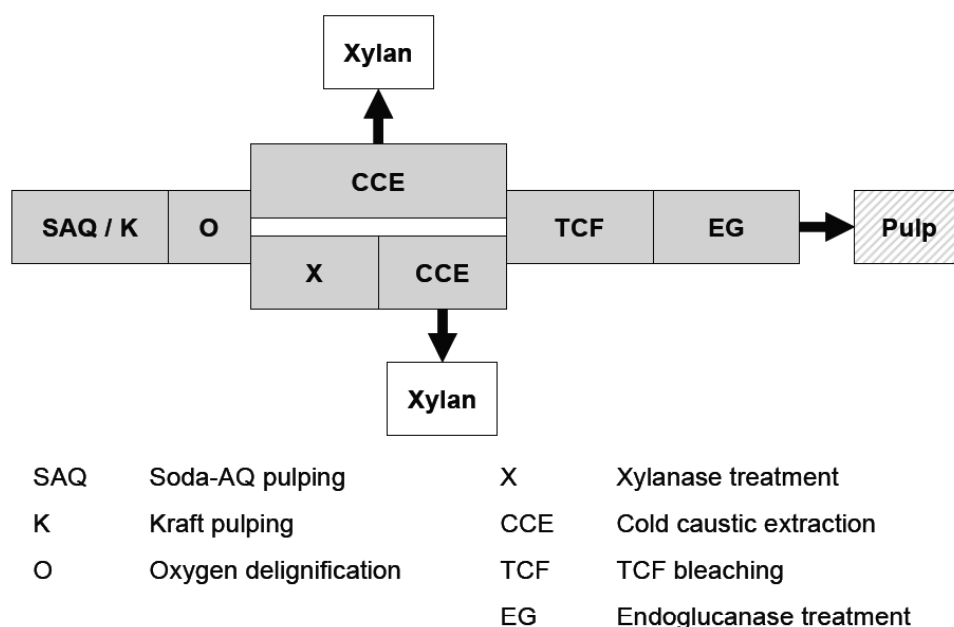 Xylan
CCE
SAQ / K
O
TCF
EG
Pulp
X
CCE
Xylan
SAQ Soda-AQ pulping
K Kraft pulping
O Oxygen delignification
X Xylanase treatment
CCE Cold caustic extraction
TCF TCF bleaching
EG Endoglucanase treatment